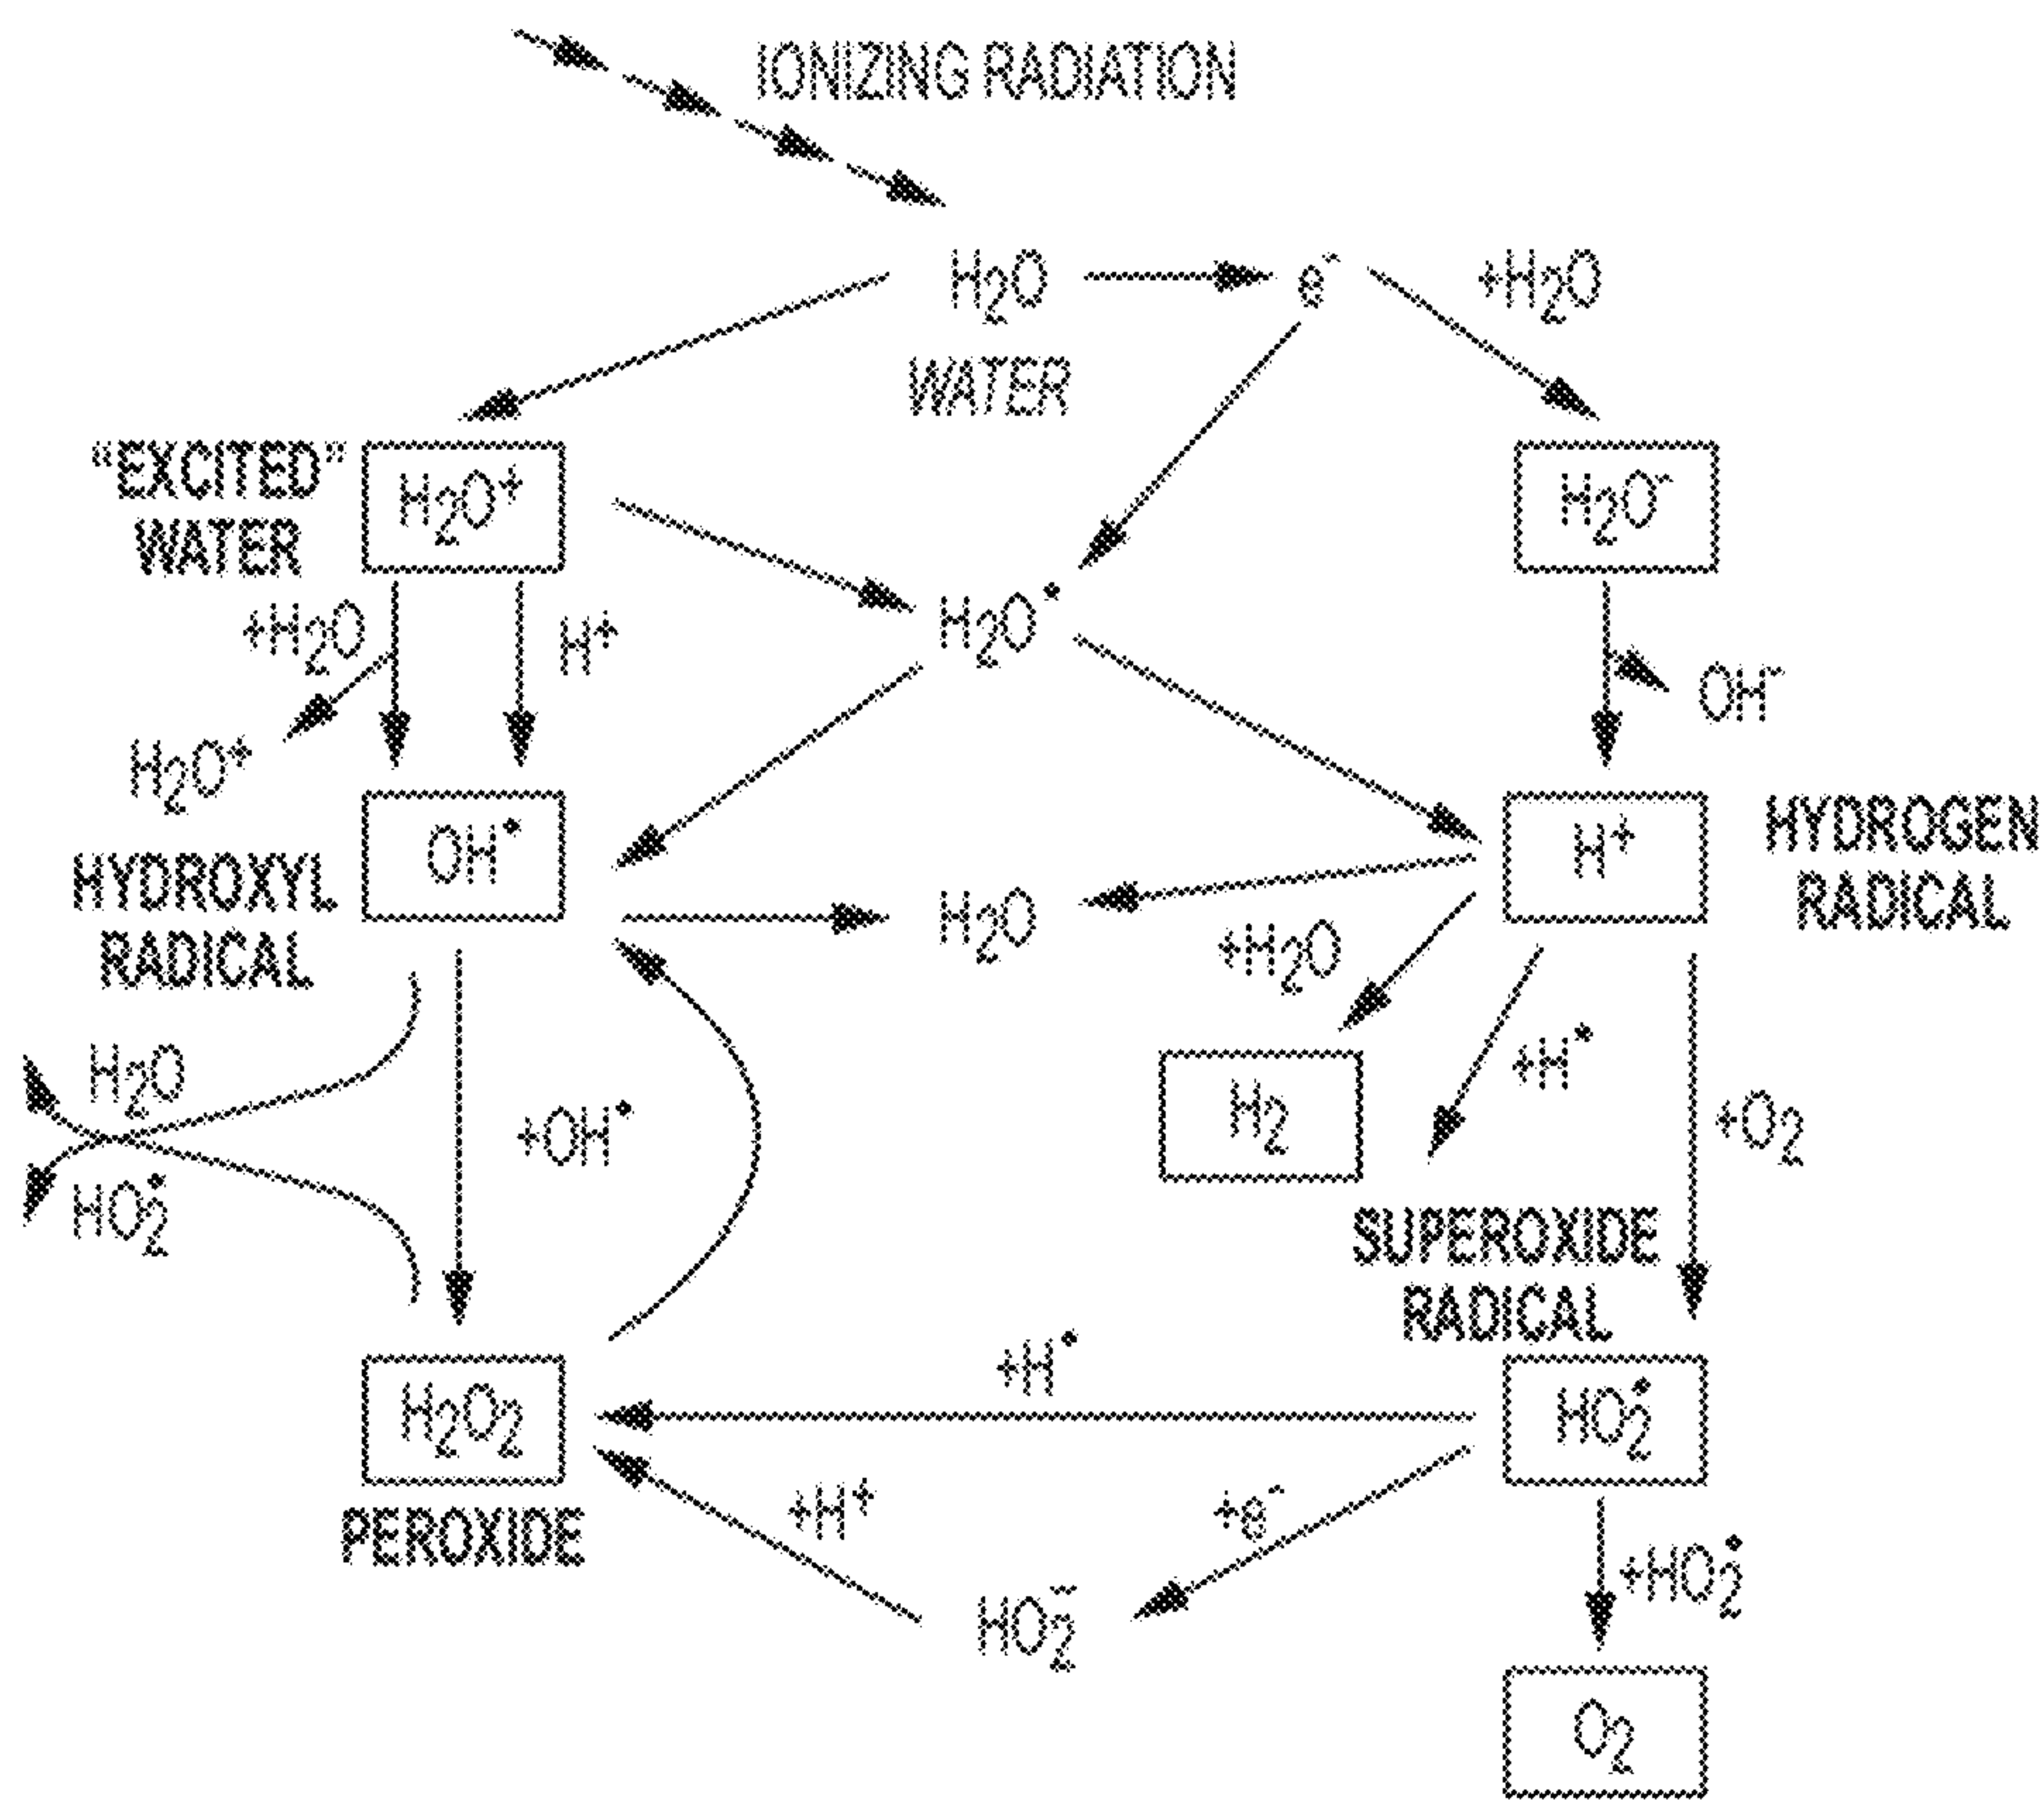 IONIZING RADIATION
H₂O
e⁻
+H₂O
WATER
"EXCITED"
WATER
H₂O⁺
H₂O⁻
+H₂O
H⁺
H₂O•
OH⁻
H₂O⁺
OH•
H⁺
HYDROXYL
RADICAL
HYDROGEN
RADICAL
H₂O
+H₂O
H₂O
+H•
H₂
+OH•
+O₂
HO₂•
SUPEROXIDE
RADICAL
+H•
H₂O₂
HO₂•
PEROXIDE
+H⁺
+e⁻
HO₂⁻
+HO₂•
O₂